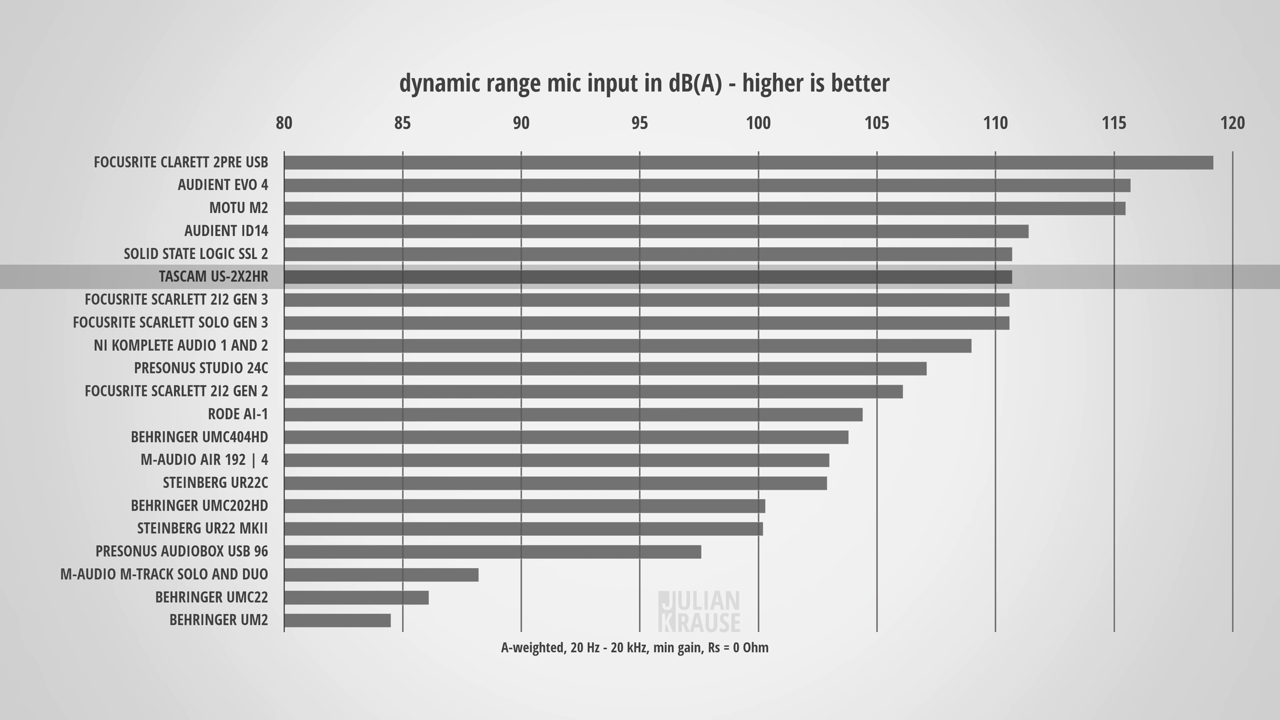 dynamic range mic input in dB(A) - higher is better
80 85 90 95 100 105 110 115 120
FOCUSRITE CLARETT 2PRE USB
AUDIENT EVO 4
MOTU M2
AUDIENT ID14
SOLID STATE LOGIC SSL 2
TASCAM US-2X2HR
FOCUSRITE SCARLETT 2I2 GEN 3
FOCUSRITE SCARLETT SOLO GEN 3
NI KOMPLETE AUDIO 1 AND 2
PRESONUS STUDIO 24C
FOCUSRITE SCARLETT 2I2 GEN 2
RODE AI-1
BEHRINGER UMC404HD
M-AUDIO AIR 192 | 4
STEINBERG UR22C
BEHRINGER UMC202HD
STEINBERG UR22 MKII
PRESONUS AUDIOBOX USB 96
M-AUDIO M-TRACK SOLO AND DUO
BEHRINGER UMC22
BEHRINGER UM2
JULIAN
KRAUSE
A-weighted, 20 Hz - 20 kHz, min gain, Rs = 0 Ohm